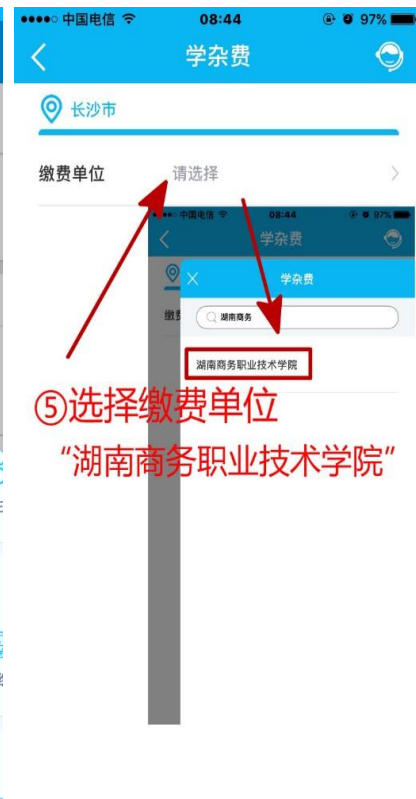 中国电信 08:44 97%
学杂费
长沙市
缴费单位 请选择
中国电信 08:44 97%
学杂费
学杂费
缴费
湖南商务
湖南商务职业技术学院
⑤选择缴费单位
“湖南商务职业技术学院”